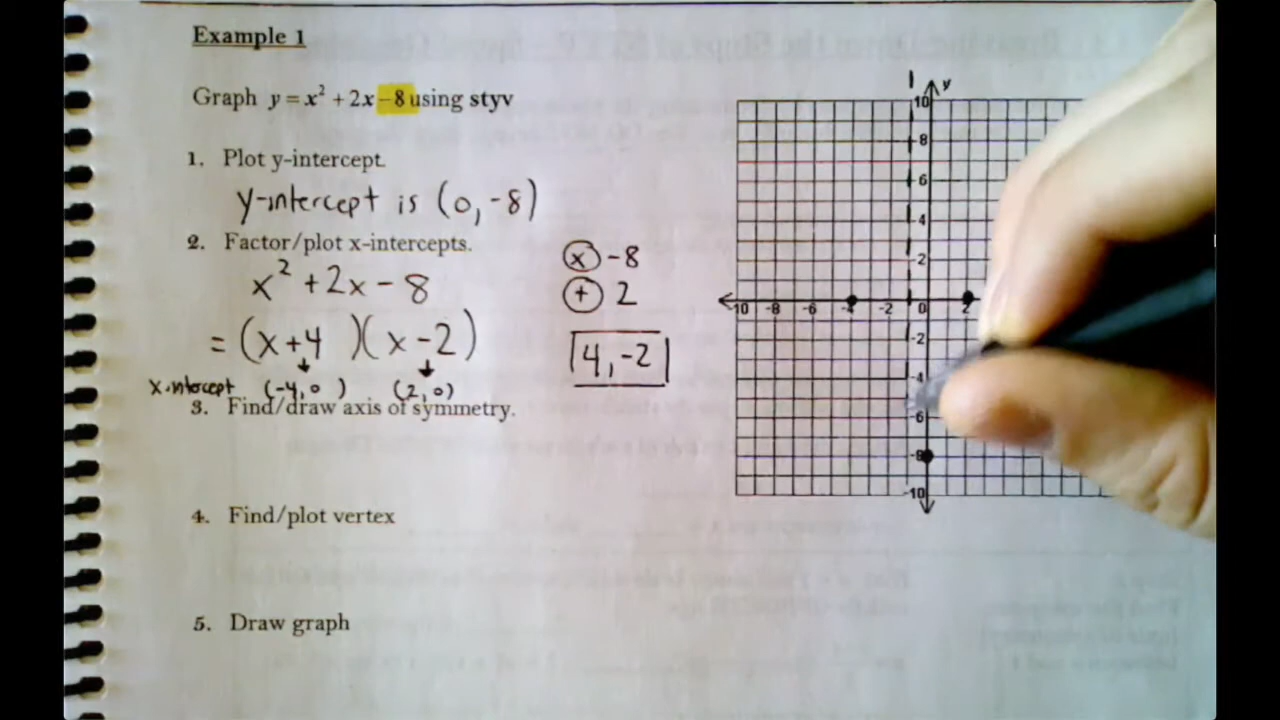 Example 1
Graph y = x² + 2x - 8 using styv
1. Plot y-intercept.
y-intercept is (0, -8)
2. Factor/plot x-intercepts.
x² + 2x - 8
= (x+4 )(x-2)
x-intercept (-4,0) (2,0)
x -8
+ 2
4, -2
3. Find/draw axis of symmetry.
4. Find/plot vertex
5. Draw graph
y
10
8
6
4
2
-10 -8 -6 -4 -2 0 2
-2
-4
-6
-8
-10